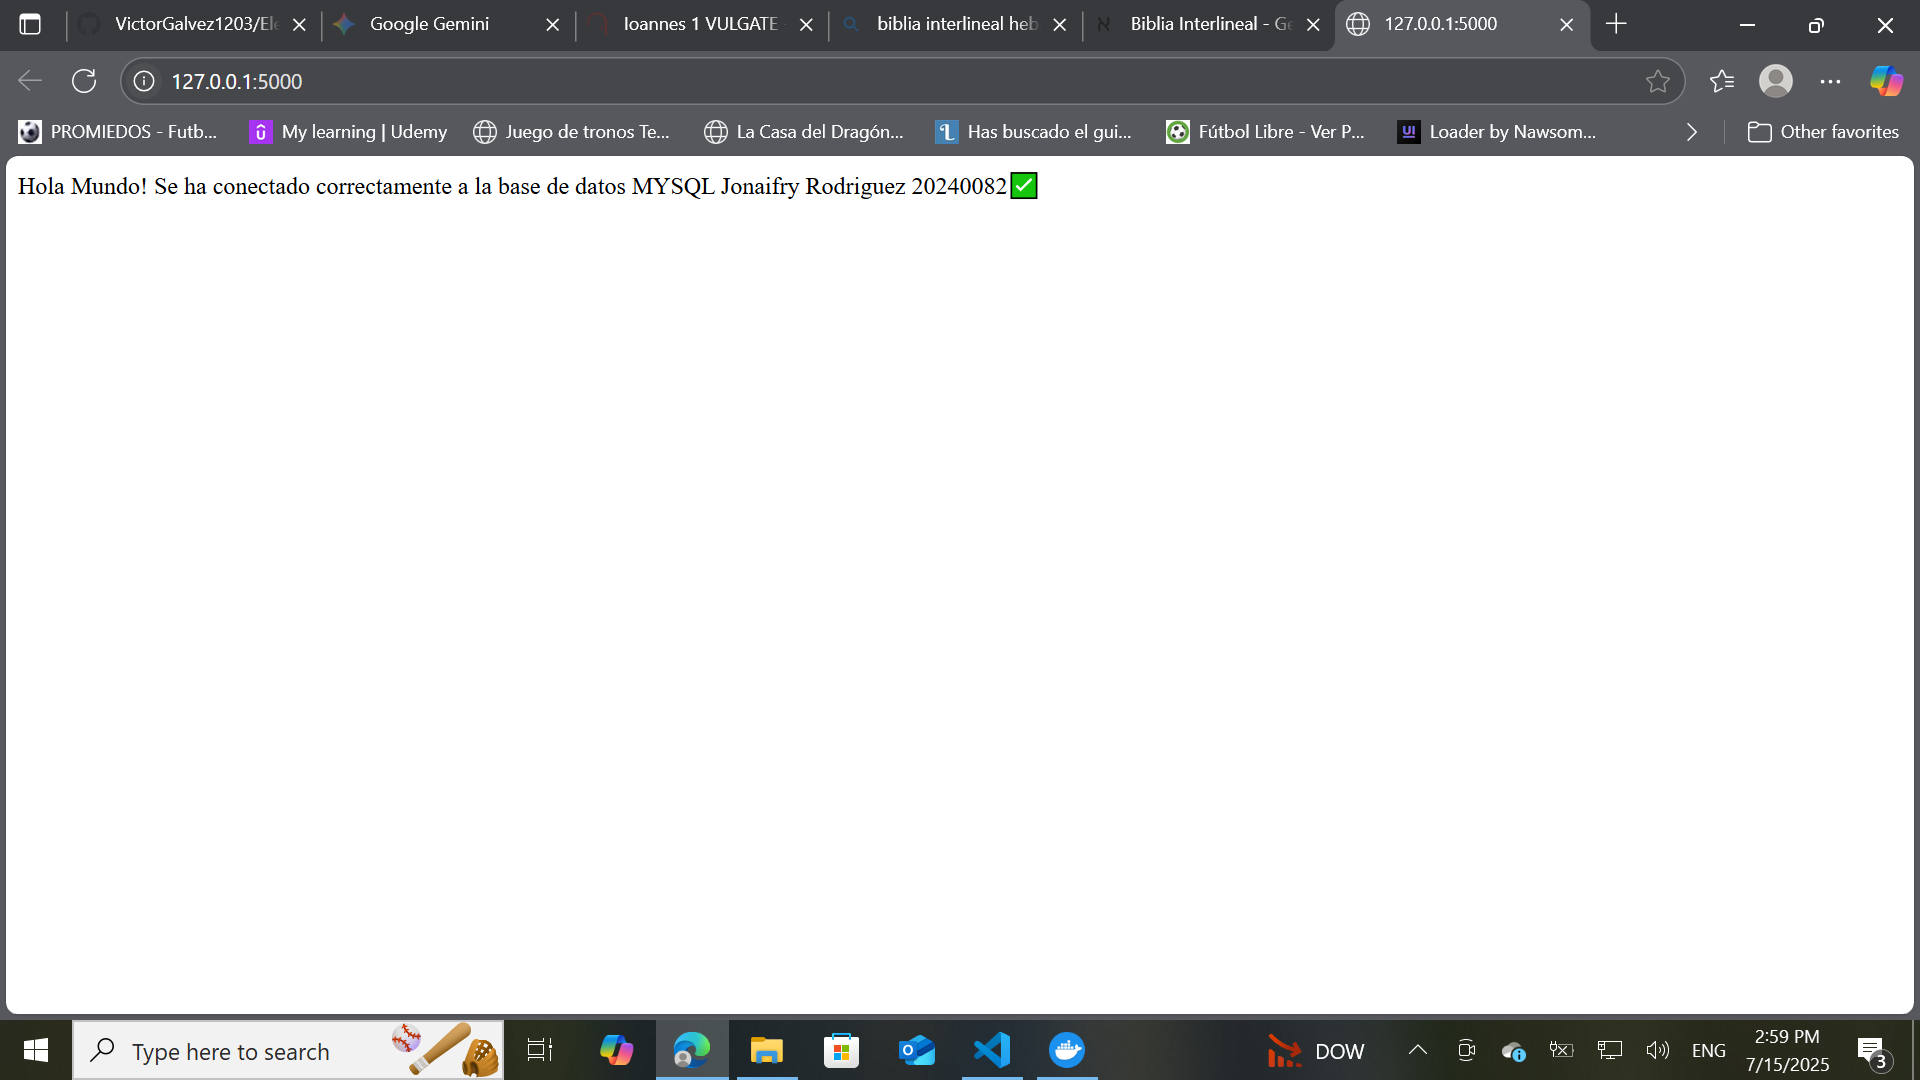 VictorGalvez1203/Ele
Google Gemini
Ioannes 1 VULGATE
biblia interlineal heb
Biblia Interlineal - Ge
127.0.0.1:5000
127.0.0.1:5000
PROMIEDOS - Futb...
My learning | Udemy
Juego de tronos Te...
La Casa del Dragón...
Has buscado el gui...
Fútbol Libre - Ver P...
UI
Loader by Nawsom...
Other favorites
Hola Mundo! Se ha conectado correctamente a la base de datos MYSQL Jonaifry Rodriguez 20240082✅
Type here to search
DOW
ENG
2:59 PM
7/15/2025
3